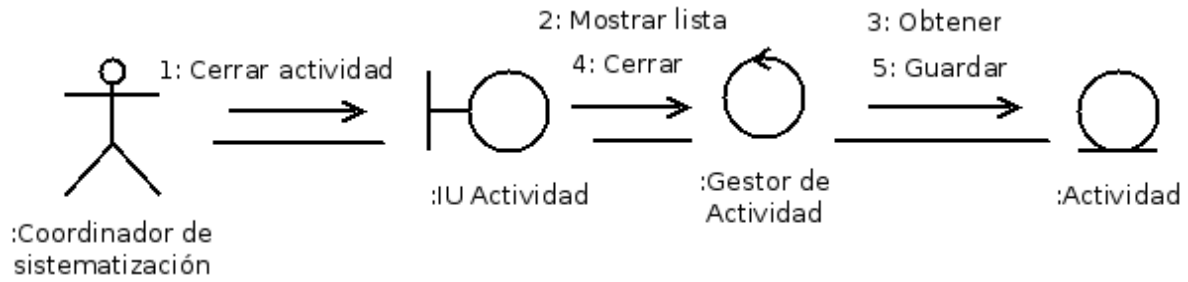 2: Mostrar lista
3: Obtener
1: Cerrar actividad
4: Cerrar
5: Guardar
:IU Actividad
:Gestor de
Actividad
:Actividad
:Coordinador de
sistematización